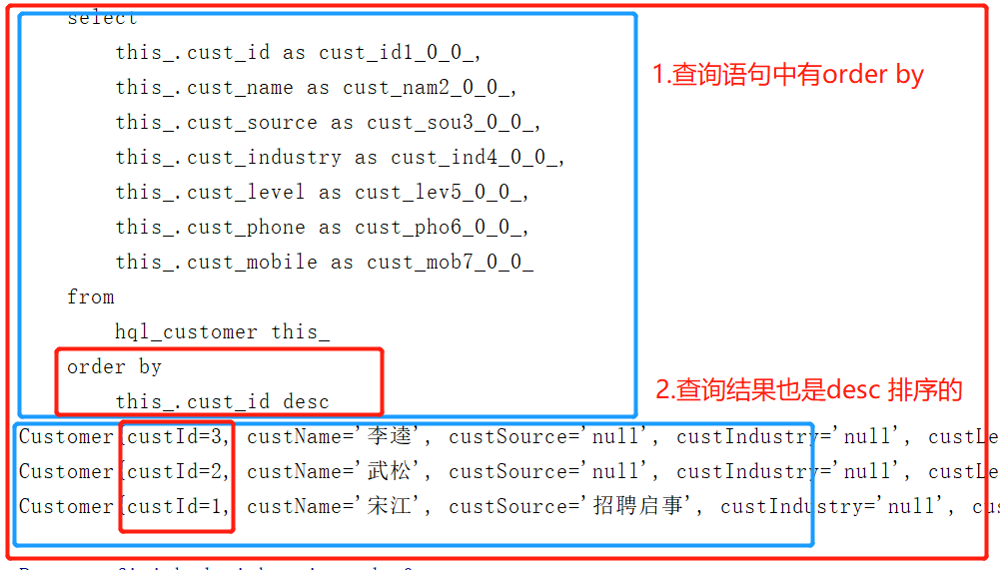 select
this_.cust_id as cust_id1_0_0_,
this_.cust_name as cust_nam2_0_0_,
this_.cust_source as cust_sou3_0_0_,
this_.cust_industry as cust_ind4_0_0_,
this_.cust_level as cust_lev5_0_0_,
this_.cust_phone as cust_pho6_0_0_,
this_.cust_mobile as cust_mob7_0_0_
from
hql_customer this_
order by
this_.cust_id desc
1.查询语句中有order by
2.查询结果也是desc 排序的
Customer{custId=3, custName='李逵', custSource='null', custIndustry='null', custLe
Customer{custId=2, custName='武松', custSource='null', custIndustry='null', custLe
Customer{custId=1, custName='宋江', custSource='招聘启事', custIndustry='null', cus